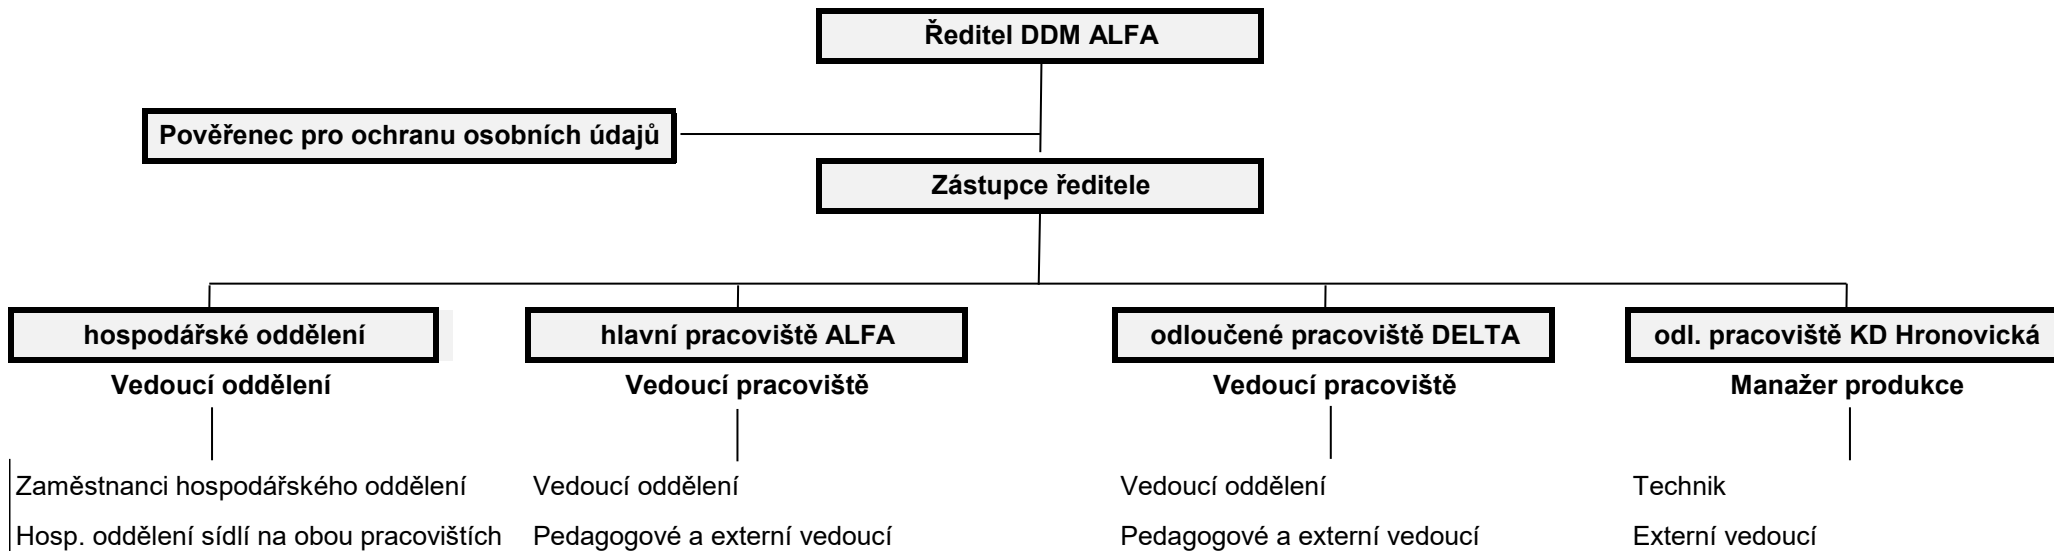 Ředitel DDM ALFA
Pověřenec pro ochranu osobních údajů
Zástupce ředitele
hospodářské oddělení
hlavní pracoviště ALFA
odloučené pracoviště DELTA
odl. pracoviště KD Hronovická
Vedoucí oddělení
Vedoucí pracoviště
Vedoucí pracoviště
Manažer produkce
Zaměstnanci hospodářského oddělení
Vedoucí oddělení
Vedoucí oddělení
Technik
Hosp. oddělení sídlí na obou pracovištích
Pedagogové a externí vedoucí
Pedagogové a externí vedoucí
Externí vedoucí